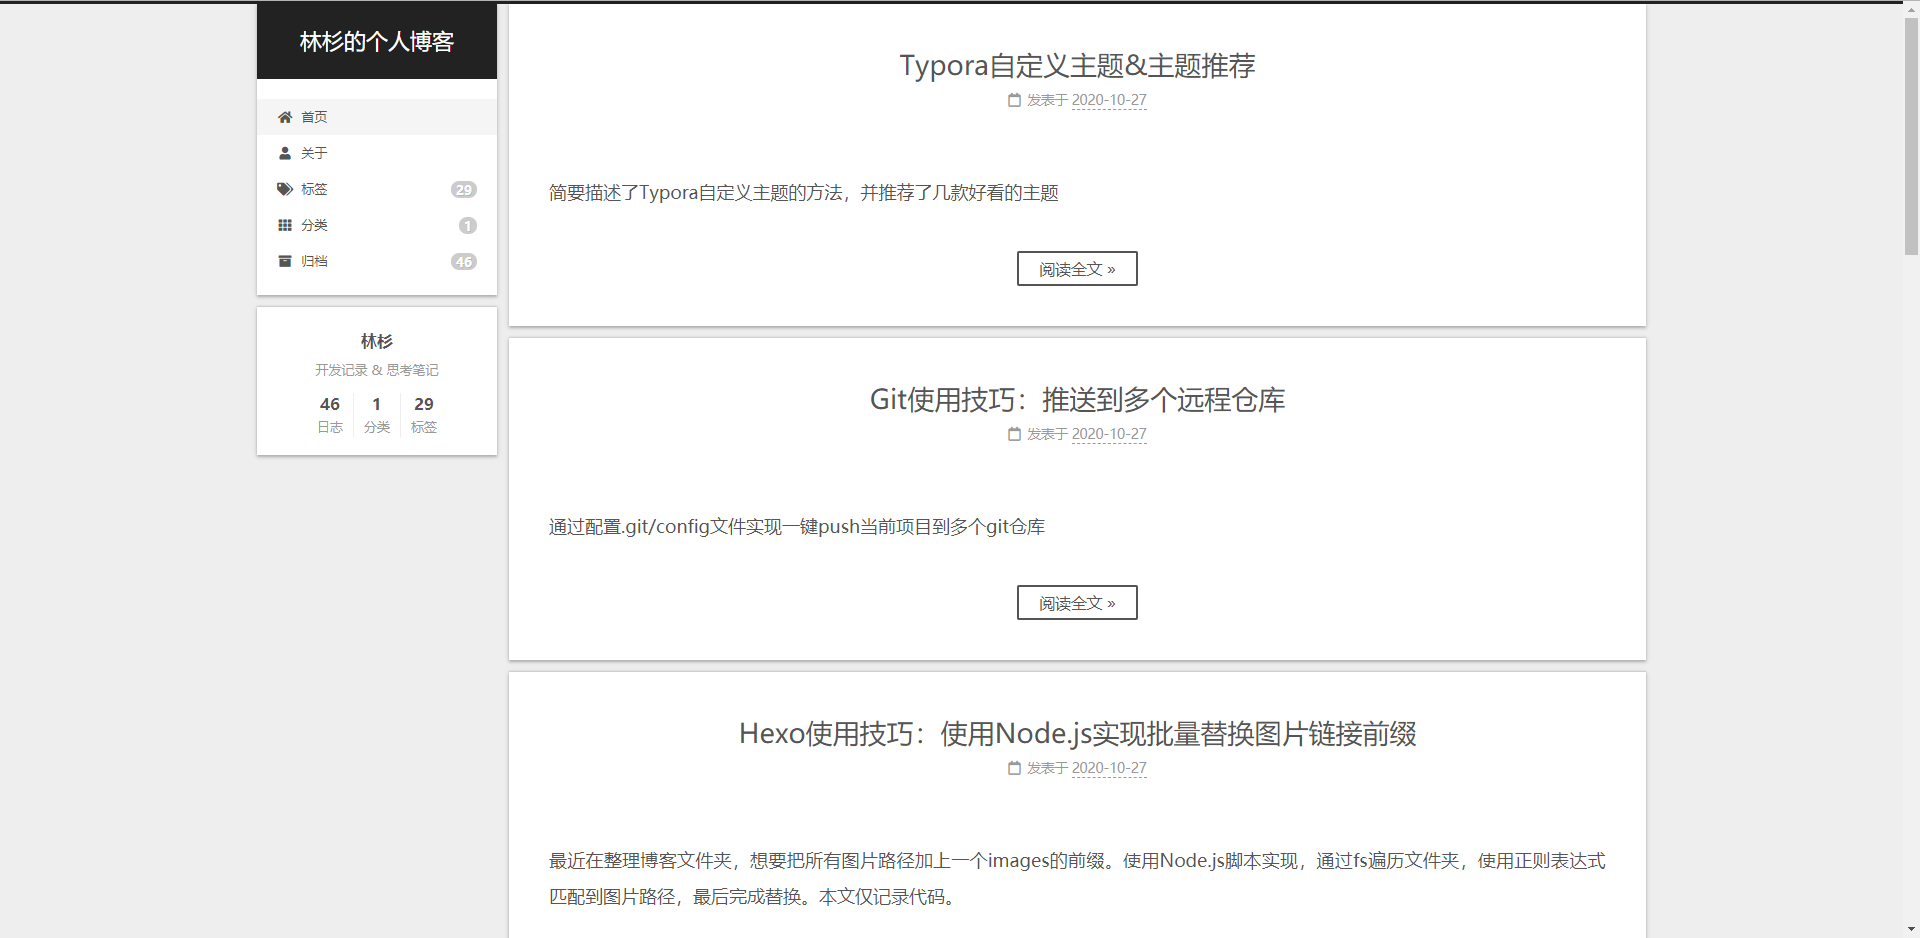 林杉的个人博客
首页
关于
标签 29
分类 1
归档 46
林杉
开发记录 & 思考笔记
46 1 29
日志 分类 标签
Typora自定义主题&主题推荐
发表于 2020-10-27
简要描述了Typora自定义主题的方法，并推荐了几款好看的主题
阅读全文 »
Git使用技巧：推送到多个远程仓库
发表于 2020-10-27
通过配置.git/config文件实现一键push当前项目到多个git仓库
阅读全文 »
Hexo使用技巧：使用Node.js实现批量替换图片链接前缀
发表于 2020-10-27
最近在整理博客文件夹，想要把所有图片路径加上一个images的前缀。使用Node.js脚本实现，通过fs遍历文件夹，使用正则表达式
匹配到图片路径，最后完成替换。本文仅记录代码。